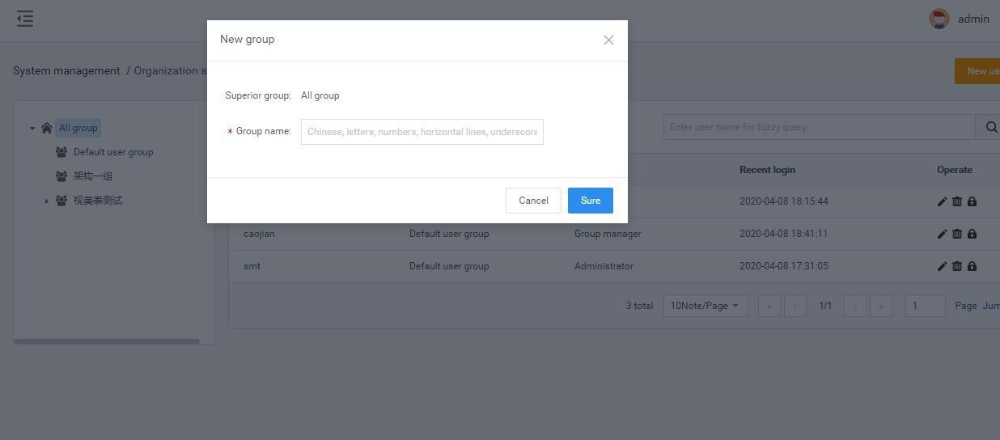 admin
New group
System management / Organization s
New us
Superior group: All group
* Group name: Chinese, letters, numbers, horizontal lines, underscore
Cancel
Sure
All group
Default user group
架构一组
视美泰测试
Enter user name for fuzzy query.
Recent login Operate
2020-04-08 18:15:44
caojian Default user group Group manager 2020-04-08 18:41:11
smt Default user group Administrator 2020-04-08 17:31:05
3 total 10Note/Page « ‹ 1/1 › » 1 Page Jum